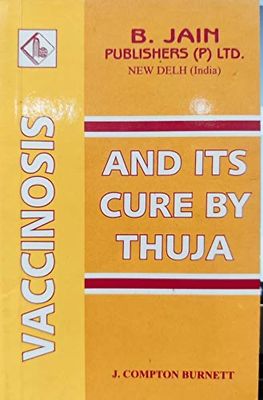 B. JAIN
PUBLISHERS (P) LTD.
NEW DELH (India)
VACCINOSIS
AND ITS
CURE BY
THUJA
J. COMPTON BURNETT